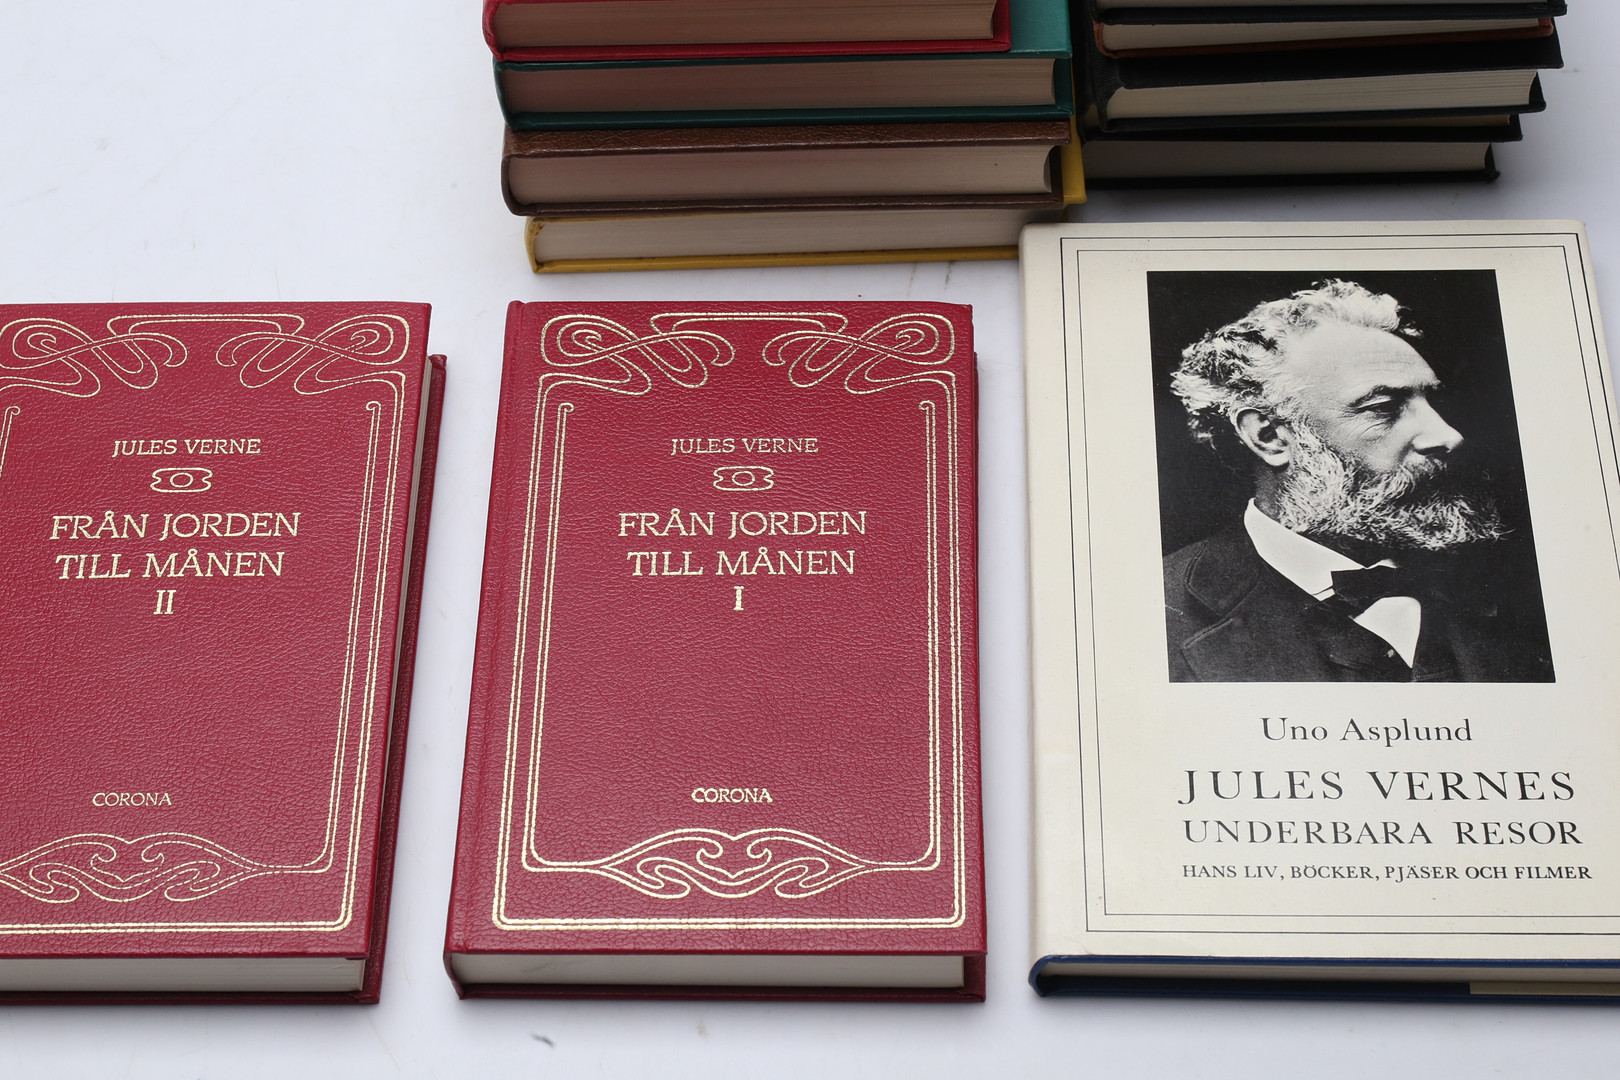 JULES VERNE
FRÅN JORDEN
TILL MÅNEN
II
CORONA
JULES VERNE
FRÅN JORDEN
TILL MÅNEN
I
CORONA
Uno Asplund
JULES VERNES
UNDERBARA RESOR
HANS LIV, BÖCKER, PJÄSER OCH FILMER